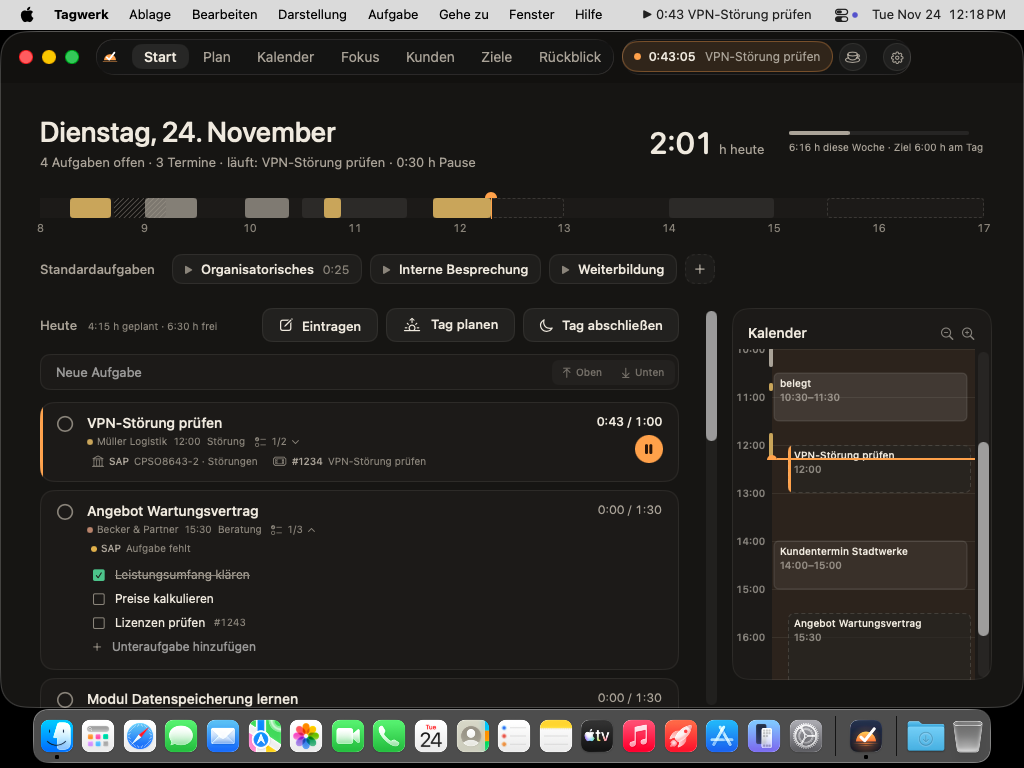 Tagwerk Ablage Bearbeiten Darstellung Aufgabe Gehe zu Fenster Hilfe 0:43 VPN-Störung prüfen Tue Nov 24 12:18 PM
Start Plan Kalender Fokus Kunden Ziele Rückblick 0:43:05 VPN-Störung prüfen
Dienstag, 24. November
2:01 h heute
6:16 h diese Woche · Ziel 6:00 h am Tag
4 Aufgaben offen · 3 Termine · läuft: VPN-Störung prüfen · 0:30 h Pause
8 9 10 11 12 13 14 15 16 17
Standardaufgaben Organisatorisches 0:25 Interne Besprechung Weiterbildung +
Heute 4:15 h geplant · 6:30 h frei Eintragen Tag planen Tag abschließen
Neue Aufgabe Oben Unten
VPN-Störung prüfen 0:43 / 1:00
Müller Logistik 12:00 Störung 1/2
SAP CPSO8643-2 · Störungen #1234 VPN-Störung prüfen
Angebot Wartungsvertrag 0:00 / 1:30
Becker & Partner 15:30 Beratung 1/3
SAP Aufgabe fehlt
Leistungsumfang klären
Preise kalkulieren
Lizenzen prüfen #1243
+ Unteraufgabe hinzufügen
Modul Datenspeicherung lernen 0:00 / 1:30
Kalender
10:00
belegt
11:00 10:30–11:30
12:00
VPN-Störung prüfen
12:00
13:00
14:00
Kundentermin Stadtwerke
14:00–15:00
15:00
Angebot Wartungsvertrag
16:00 15:30
Tue
24
tv